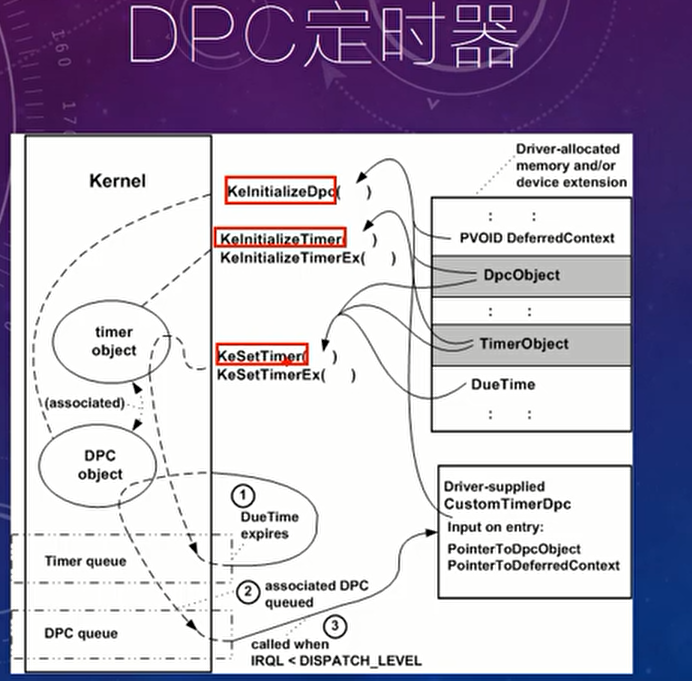 160
DPC定时器
Kernel
KeInitializeDpc( )
KeInitializeTimer( )
KeInitializeTimerEx( )
timer
object
KeSetTimer( )
KeSetTimerEx( )
(associated)
DPC
object
1
DueTime
expires
Timer queue
2
associated DPC
queued
DPC queue
3
called when
IRQL < DISPATCH_LEVEL
Driver-allocated
memory and/or
device extension
: :
PVOID DeferredContext
DpcObject
: :
TimerObject
DueTime
: :
Driver-supplied
CustomTimerDpc
Input on entry:
PointerToDpcObject
PointerToDeferredContext